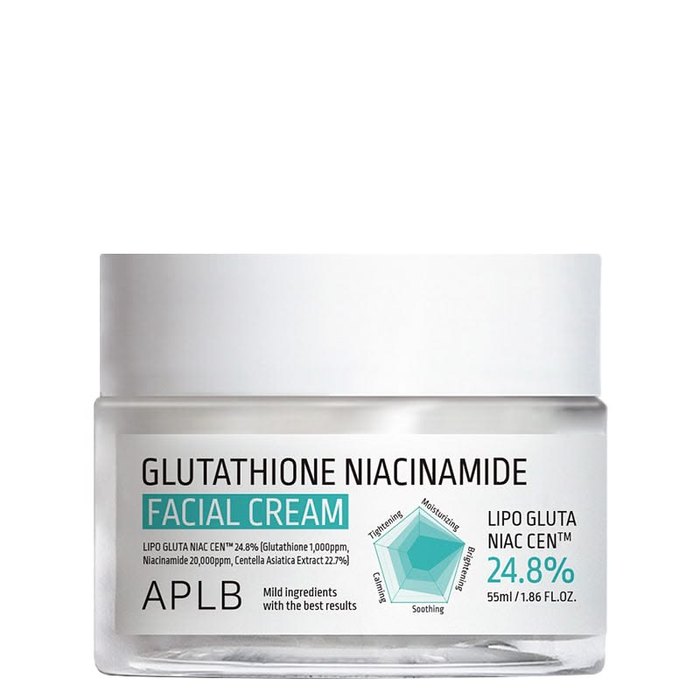 GLUTATHIONE NIACINAMIDE
FACIAL CREAM
LIPO GLUTA NIAC CEN™ 24.8% (Glutathione 1,000ppm,
Niacinamide 20,000ppm, Centella Asiatica Extract 22.7%)
APLB
Mild ingredients
with the best results
Tightening
Moisturizing
Brightening
Soothing
Calming
LIPO GLUTA
NIAC CEN™
24.8%
55ml / 1.86 FL.OZ.